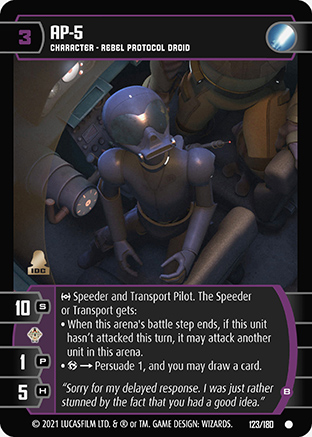 3
AP-5
CHARACTER - REBEL PROTOCOL DROID
IDC
10 S
1 P
5 H
Speeder and Transport Pilot. The Speeder
or Transport gets:
• When this arena's battle step ends, if this unit
hasn't attacked this turn, it may attack another
unit in this arena.
• → Persuade 1, and you may draw a card.
"Sorry for my delayed response. I was just rather
stunned by the fact that you had a good idea."
B
© 2021 LUCASFILM LTD. & ® or TM. GAME DESIGN: WIZARDS. 123/180